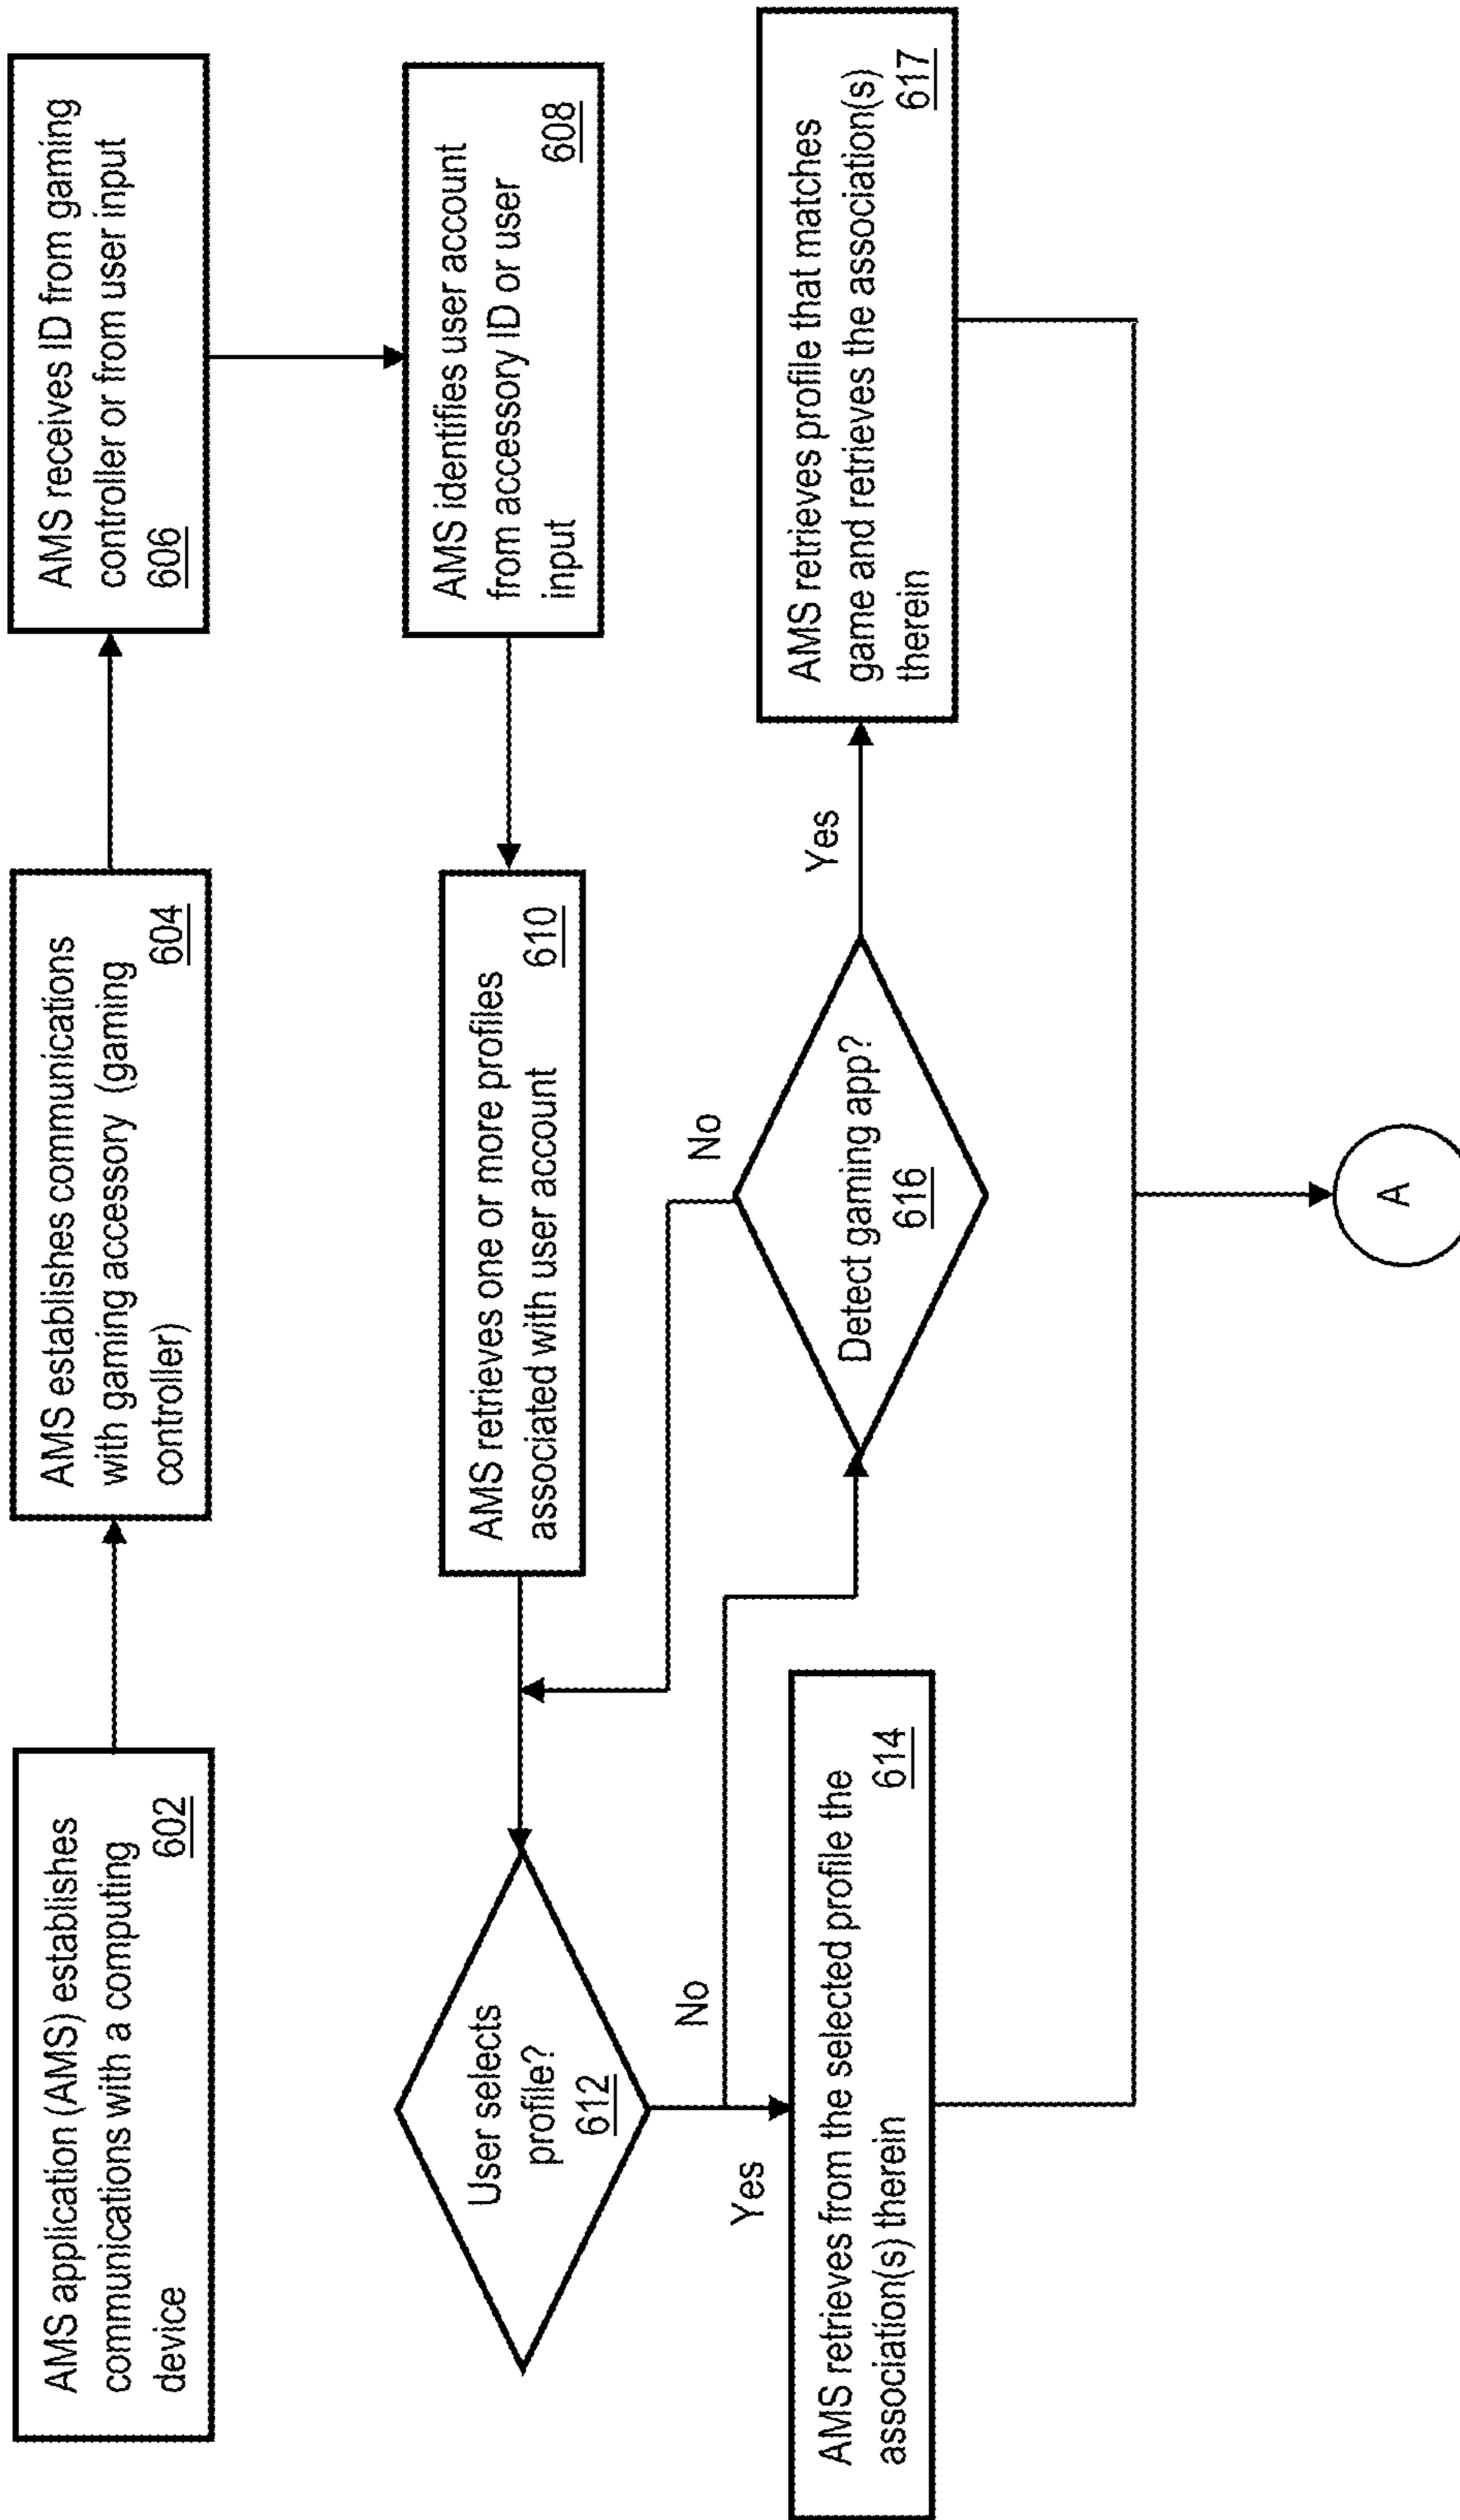 AMS application (AMS) establishes
communications with a computing
device
602
AMS establishes communications
with gaming accessory (gaming
controller)
604
AMS receives ID from gaming
controller or from user input
606
AMS identifies user account
from accessory ID or user
input
608
AMS retrieves one or more profiles
associated with user account
610
User selects
profile?
612
No
Yes
AMS retrieves from the selected profile the
association(s) therein
614
Detect gaming app?
616
No
Yes
AMS retrieves profile that matches
game and retrieves the association(s)
therein
617
A